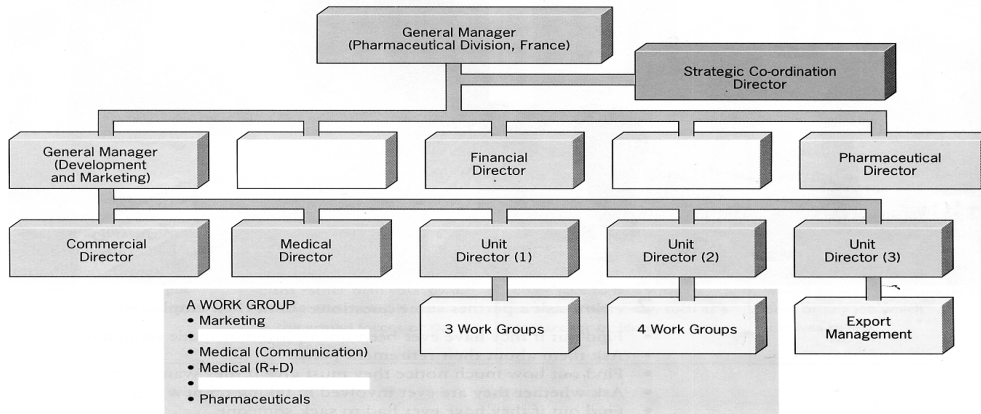 General Manager
(Pharmaceutical Division, France)
Strategic Co-ordination
Director
General Manager
(Development
and Marketing)
Financial
Director
Pharmaceutical
Director
Commercial
Director
Medical
Director
Unit
Director (1)
Unit
Director (2)
Unit
Director (3)
A WORK GROUP
• Marketing
•
• Medical (Communication)
• Medical (R+D)
•
• Pharmaceuticals
3 Work Groups
4 Work Groups
Export
Management